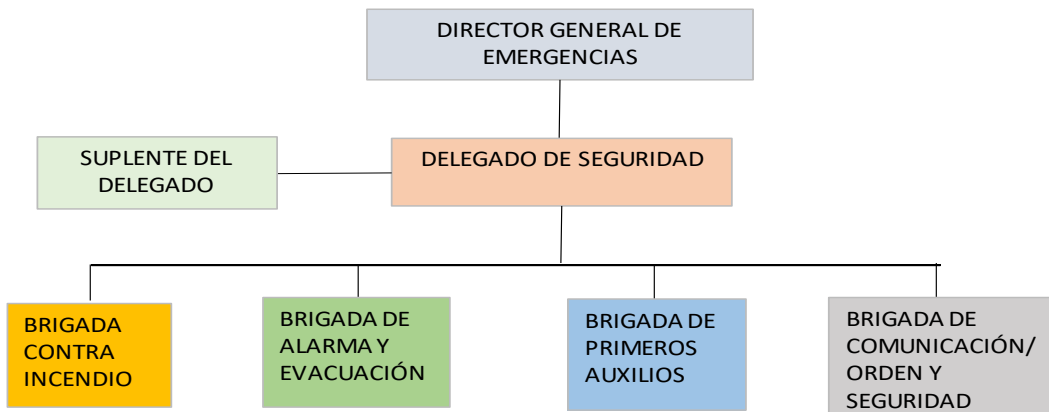 DIRECTOR GENERAL DE
EMERGENCIAS
SUPLENTE DEL
DELEGADO
DELEGADO DE SEGURIDAD
BRIGADA
CONTRA
INCENDIO
BRIGADA DE
ALARMA Y
EVACUACIÓN
BRIGADA DE
PRIMEROS
AUXILIOS
BRIGADA DE
COMUNICACIÓN/
ORDEN Y
SEGURIDAD